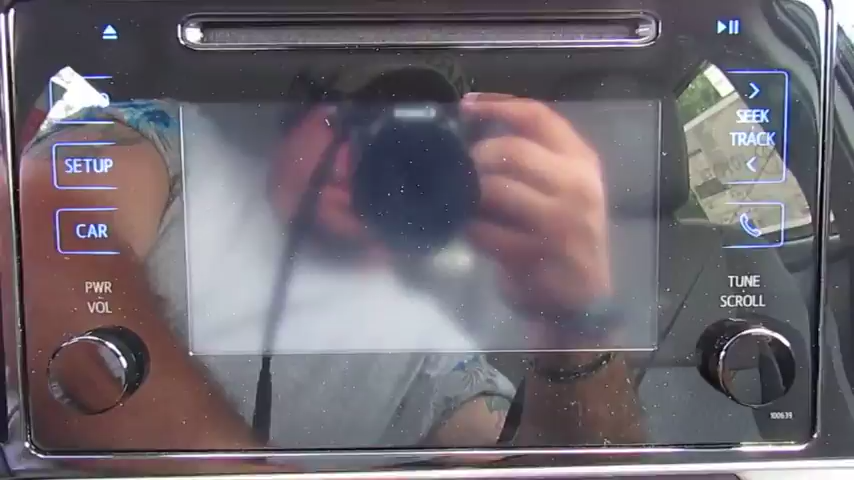 SETUP
CAR
PWR
VOL
SEEK
TRACK
TUNE
SCROLL
100639